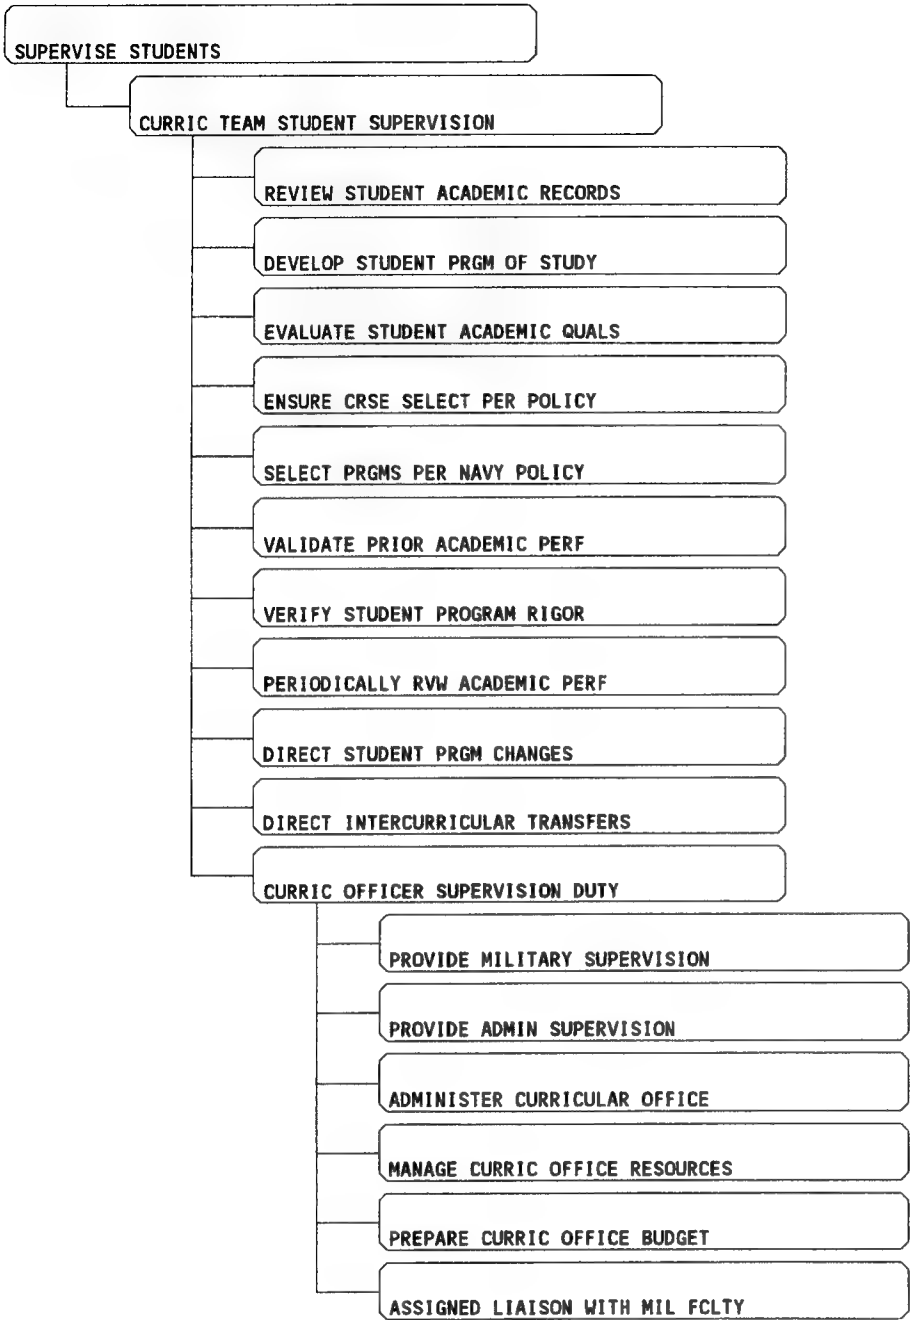 SUPERVISE STUDENTS
CURRIC TEAM STUDENT SUPERVISION
REVIEW STUDENT ACADEMIC RECORDS
DEVELOP STUDENT PRGM OF STUDY
EVALUATE STUDENT ACADEMIC QUALS
ENSURE CRSE SELECT PER POLICY
SELECT PRGMS PER NAVY POLICY
VALIDATE PRIOR ACADEMIC PERF
VERIFY STUDENT PROGRAM RIGOR
PERIODICALLY RVW ACADEMIC PERF
DIRECT STUDENT PRGM CHANGES
DIRECT INTERCURRICULAR TRANSFERS
CURRIC OFFICER SUPERVISION DUTY
PROVIDE MILITARY SUPERVISION
PROVIDE ADMIN SUPERVISION
ADMINISTER CURRICULAR OFFICE
MANAGE CURRIC OFFICE RESOURCES
PREPARE CURRIC OFFICE BUDGET
ASSIGNED LIAISON WITH MIL FCLTY